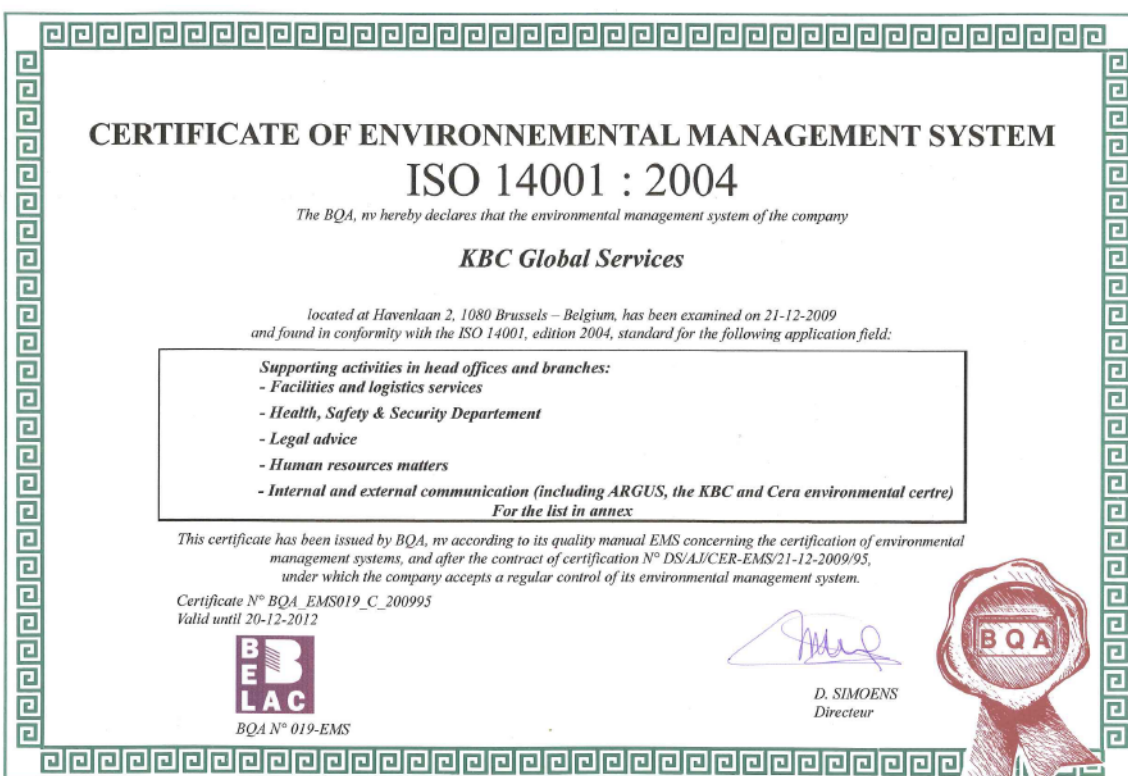 CERTIFICATE OF ENVIRONNEMENTAL MANAGEMENT SYSTEM
ISO 14001 : 2004
The BQA, nv hereby declares that the environmental management system of the company
KBC Global Services
located at Havenlaan 2, 1080 Brussels – Belgium, has been examined on 21-12-2009
and found in conformity with the ISO 14001, edition 2004, standard for the following application field:
Supporting activities in head offices and branches:
- Facilities and logistics services
- Health, Safety & Security Departement
- Legal advice
- Human resources matters
- Internal and external communication (including ARGUS, the KBC and Cera environmental certre)
For the list in annex
This certificate has been issued by BQA, nv according to its quality manual EMS concerning the certification of environmental
management systems, and after the contract of certification N° DS/AJ/CER-EMS/21-12-2009/95,
under which the company accepts a regular control of its environmental management system.
Certificate N° BQA_EMS019_C_200995
Valid until 20-12-2012
BELAC
BQA N° 019-EMS
D. SIMOENS
Directeur
BQA